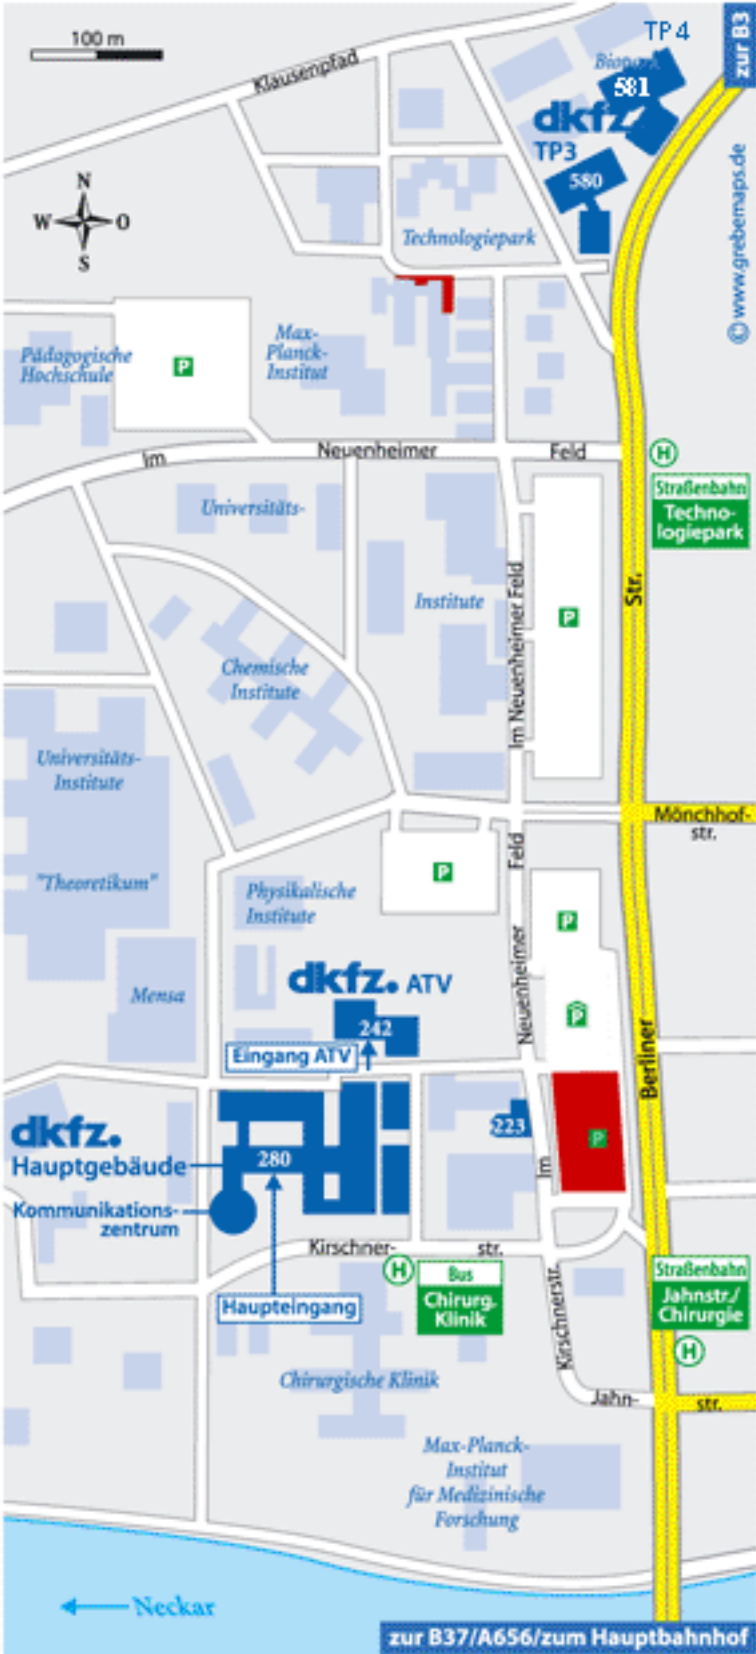 100 m
Klausenpfad
TP 4
zur B3
Biopark
581
dkfz.
TP3
580
N
W
O
S
Technologiepark
© www.grebemaps.de
Pädagogische
Hochschule
P
Max-
Planck-
Institut
Im
Neuenheimer
Feld
H
Straßenbahn
Techno-
logiepark
Universitäts-
Institute
Im Neuenheimer Feld
P
Str.
Chemische
Institute
Universitäts-
Institute
Mönchhof-
str.
"Theoretikum"
P
Feld
Physikalische
Institute
P
Neuenheimer
Mensa
dkfz. ATV
P
242
Eingang ATV
Berliner
dkfz.
Hauptgebäude
280
223
P
Im
Kommunikations-
zentrum
Kirschner-
str.
H
Bus
Chirurg.
Klinik
Straßenbahn
Jahnstr./
Chirurgie
H
Haupteingang
Kirschnerstr.
Chirurgische Klinik
Jahn-
str.
Max-Planck-
Institut
für Medizinische
Forschung
Neckar
zur B37/A656/zum Hauptbahnhof